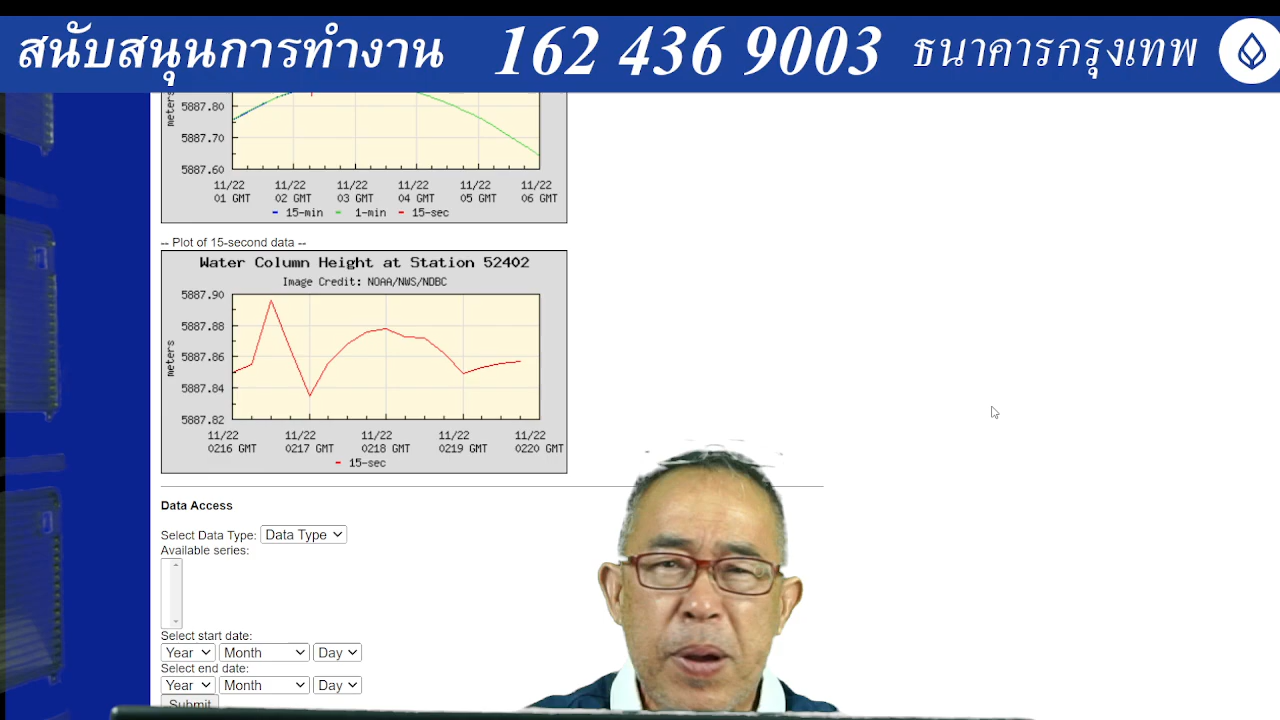 สนับสนุนการทำงาน 162 436 9003 ธนาคารกรุงเทพ
meters
5887.80
5887.70
5887.60
11/22 11/22 11/22 11/22 11/22 11/22
01 GMT 02 GMT 03 GMT 04 GMT 05 GMT 06 GMT
15-min 1-min 15-sec
-- Plot of 15-second data --
Water Column Height at Station 52402
Image Credit: NOAA/NWS/NDBC
meters
5887.90
5887.88
5887.86
5887.84
5887.82
11/22 11/22 11/22 11/22 11/22
0216 GMT 0217 GMT 0218 GMT 0219 GMT 0220 GMT
15-sec
Data Access
Select Data Type: Data Type
Available series:
Select start date:
Year Month Day
Select end date:
Year Month Day
Submit